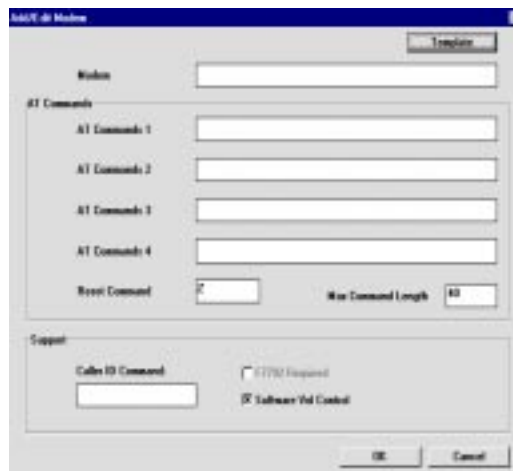 Add/Edit Modem
Template
Modem
AT Commands
AT Commands 1
AT Commands 2
AT Commands 3
AT Commands 4
Reset Command Z Max Command Length 40
Support
Caller ID Command: Required
Software Vol Control
OK Cancel